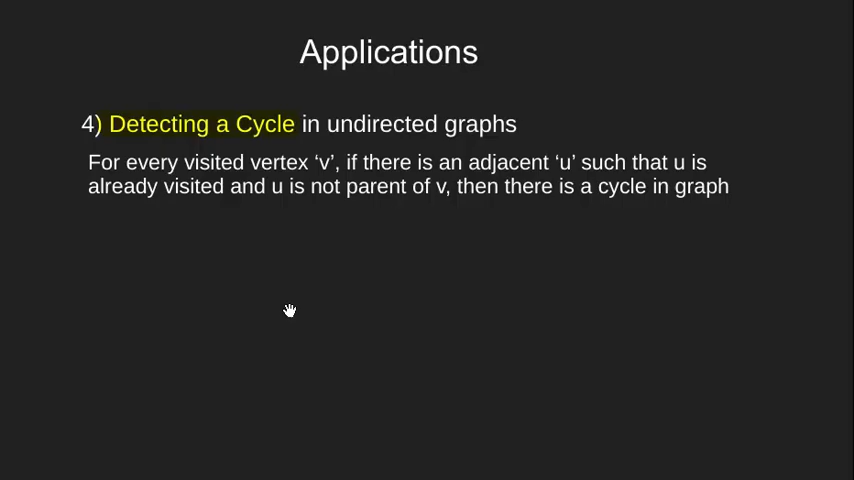 Applications
4) Detecting a Cycle in undirected graphs
For every visited vertex ‘v’, if there is an adjacent ‘u’ such that u is
already visited and u is not parent of v, then there is a cycle in graph